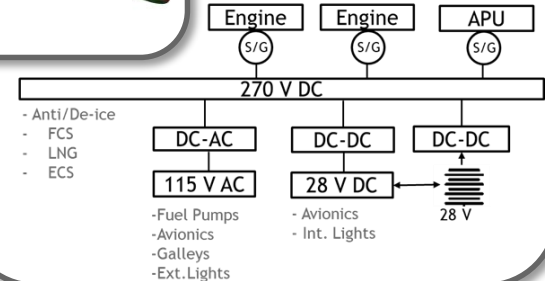 Engine Engine APU
S/G S/G S/G
270 V DC
- Anti/De-ice
- FCS
- LNG
- ECS
DC-AC DC-DC DC-DC
115 V AC 28 V DC
28 V
-Fuel Pumps
-Avionics
-Galleys
-Ext.Lights
- Avionics
- Int. Lights